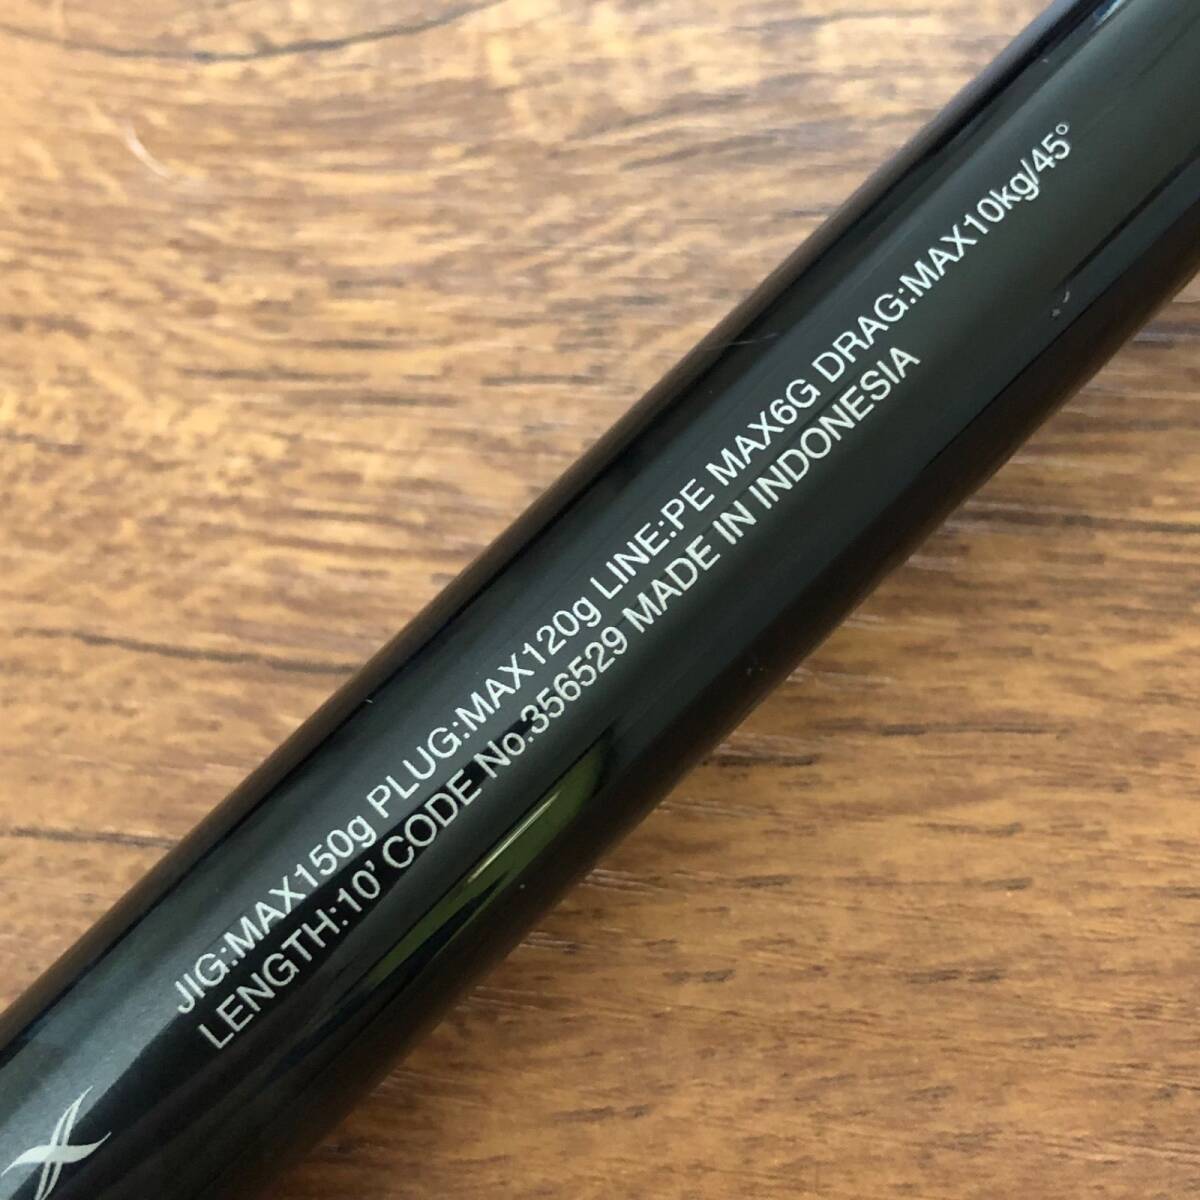 JIG:MAX150g PLUG:MAX120g LINE:PE MAX6G DRAG:MAX10kg/45°
LENGTH:10' CODE No.356529 MADE IN INDONESIA